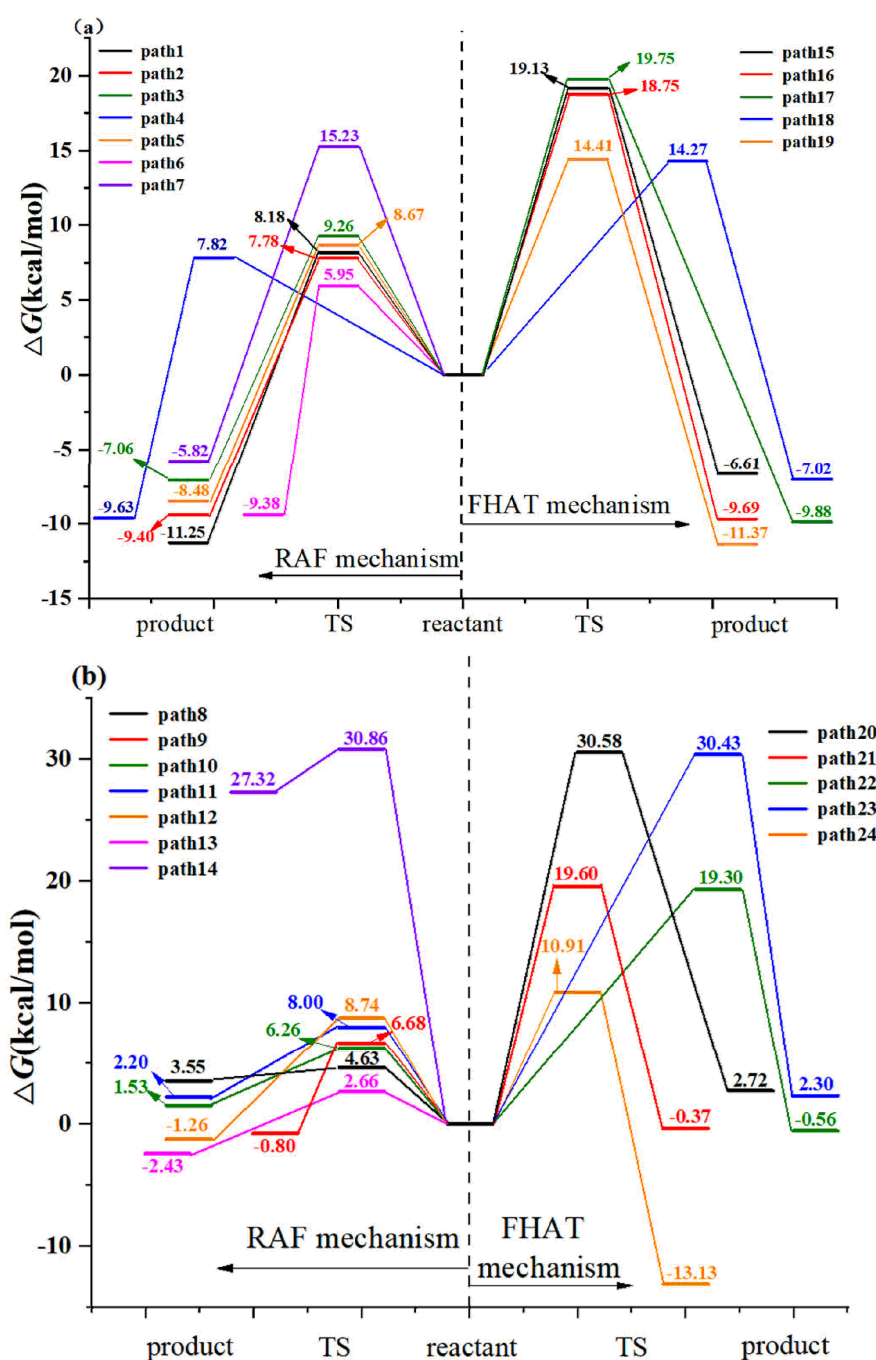 (a)
path1
path2
path3
path4
path5
path6
path7
path15
path16
path17
path18
path19
ΔG(kcal/mol)
20
15
10
5
0
-5
-10
-15
15.23
8.18
9.26
8.67
7.78
7.82
5.95
19.13
19.75
18.75
14.41
14.27
-7.06
-5.82
-8.48
-9.63
-9.40
-11.25
-9.38
-6.61
-7.02
-9.69
-9.88
-11.37
FHAT mechanism
RAF mechanism
product TS reactant TS product
(b)
path8
path9
path10
path11
path12
path13
path14
path20
path21
path22
path23
path24
ΔG(kcal/mol)
30
20
10
0
-10
30.86
27.32
30.58
30.43
19.60
19.30
10.91
8.00
8.74
6.26
6.68
4.63
2.66
3.55
2.20
1.53
-1.26
-0.80
-2.43
2.72
2.30
-0.37
-0.56
-13.13
RAF mechanism
FHAT
mechanism
product TS reactant TS product